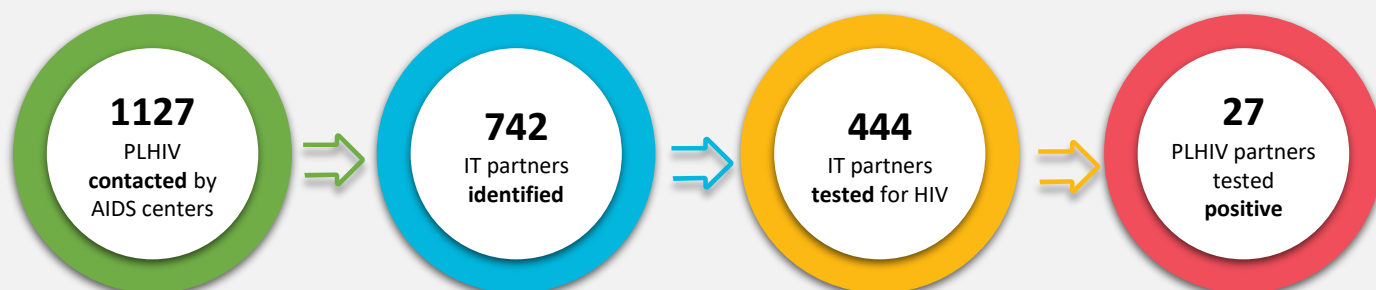 1127
PLHIV
contacted by
AIDS centers
742
IT partners
identified
444
IT partners
tested for HIV
27
PLHIV partners
tested
positive